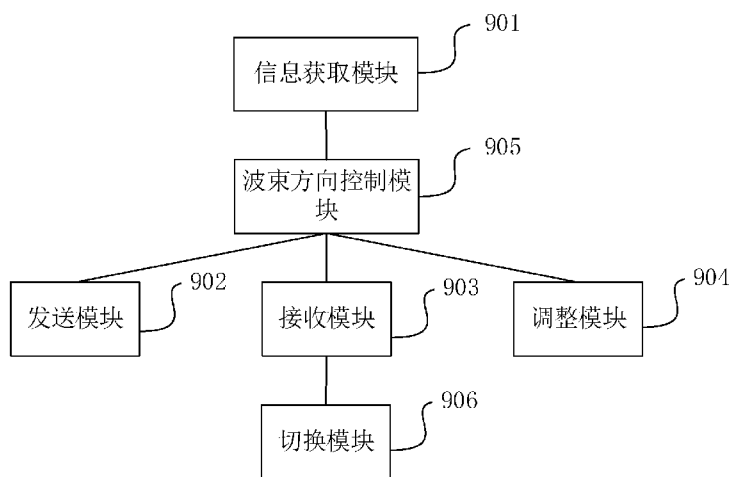 901
信息获取模块
905
波束方向控制模
块
902
903
904
发送模块
接收模块
调整模块
906
切换模块